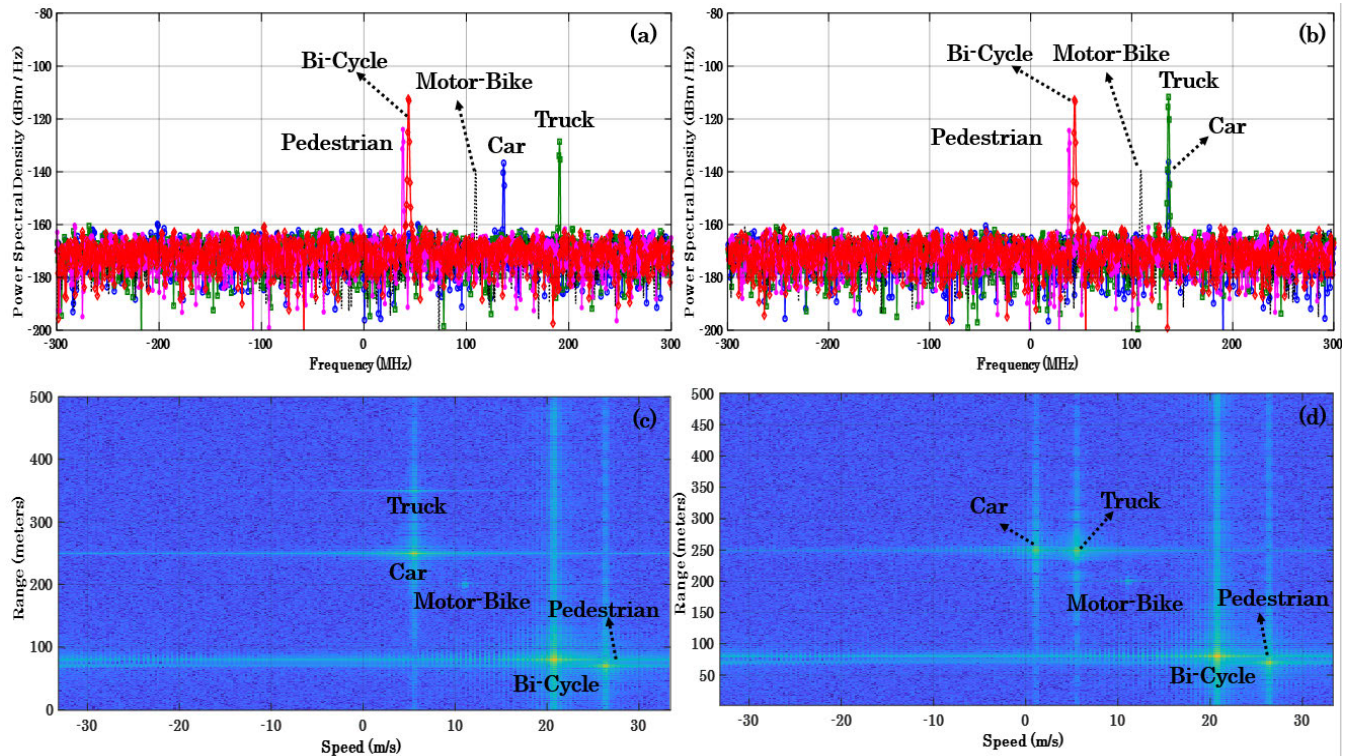 -80
-100
-120
-140
-160
-180
-200
-300
-200
-100
0
100
200
300
Power Spectral Density (dBm / Hz)
Frequency (MHz)
(a)
Bi-Cycle
Motor-Bike
Pedestrian
Car
Truck
-80
-100
-120
-140
-160
-180
-200
-300
-200
-100
0
100
200
300
Power Spectral Density (dBm / Hz)
Frequency (MHz)
(b)
Bi-Cycle
Motor-Bike
Truck
Pedestrian
Car
500
400
300
200
100
0
-30
-20
-10
0
10
20
30
Range (meters)
Speed (m/s)
(c)
Truck
Car
Motor-Bike
Pedestrian
Bi-Cycle
500
450
400
350
300
250
200
150
100
50
-30
-20
-10
0
10
20
30
Range (meters)
Speed (m/s)
(d)
Car
Truck
Motor-Bike
Pedestrian
Bi-Cycle